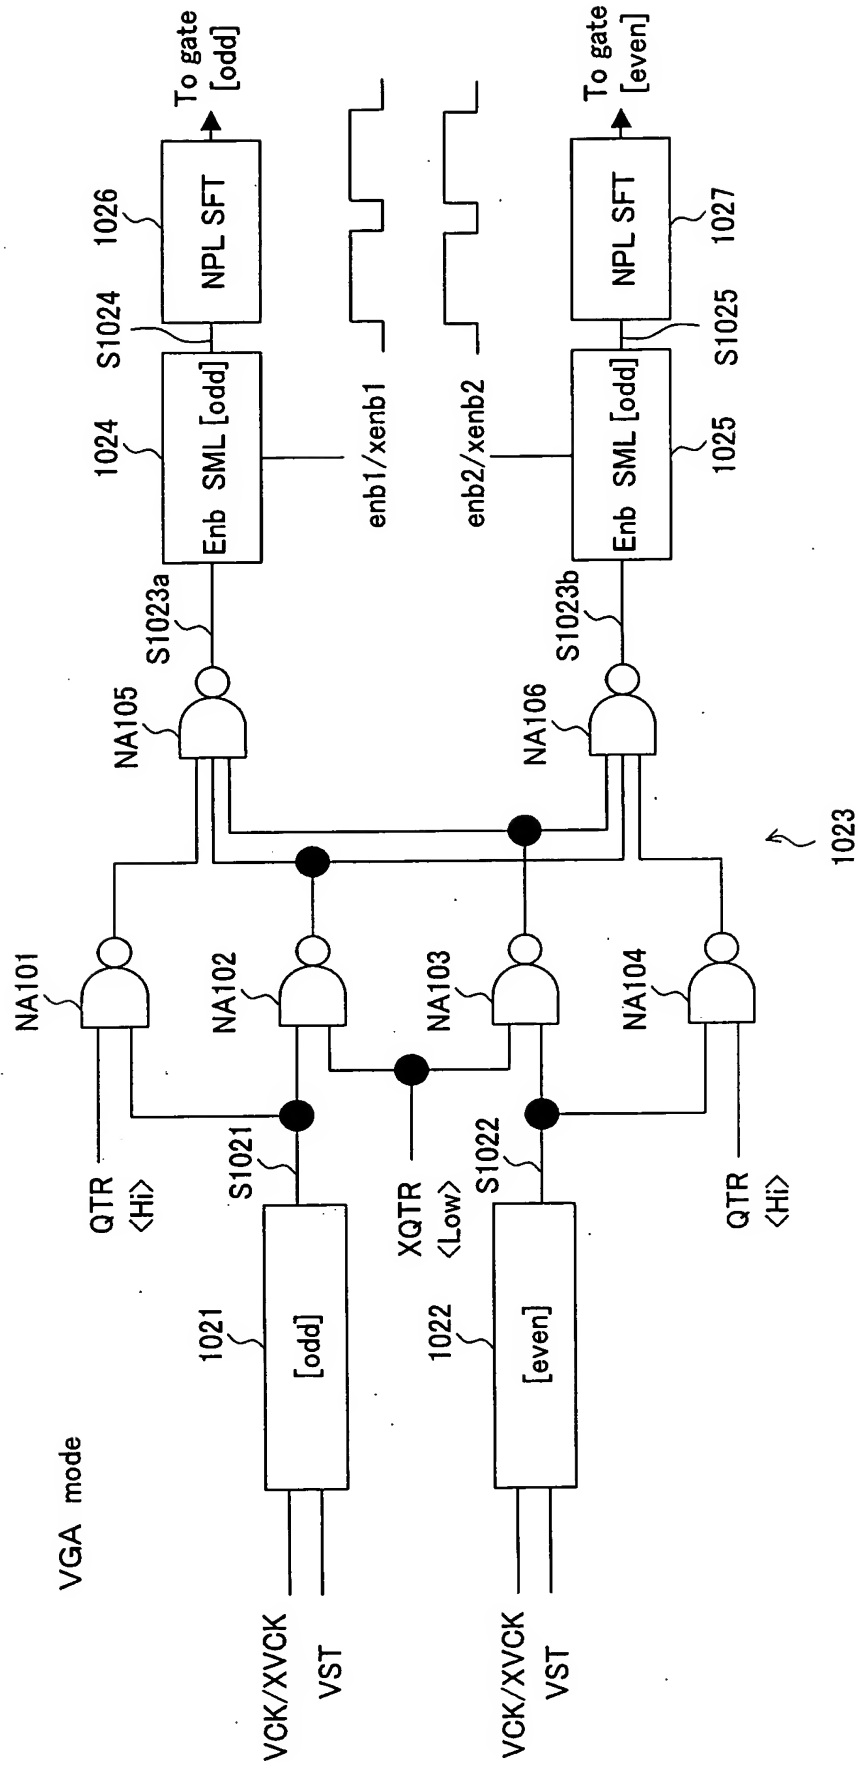 VGA mode
VCK/XVCK
VST
1021
[odd]
S1021
QTR
<Hi>
NA101
NA102
XQTR
<Low>
VCK/XVCK
VST
1022
[even]
S1022
NA103
NA104
QTR
<Hi>
NA105
S1023a
1024
Enb SML[odd]
S1024
1026
NPL SFT
To gate
[odd]
enb1/xenb1
enb2/xenb2
NA106
S1023b
Enb SML[odd]
1025
S1025
NPL SFT
1027
To gate
[even]
1023